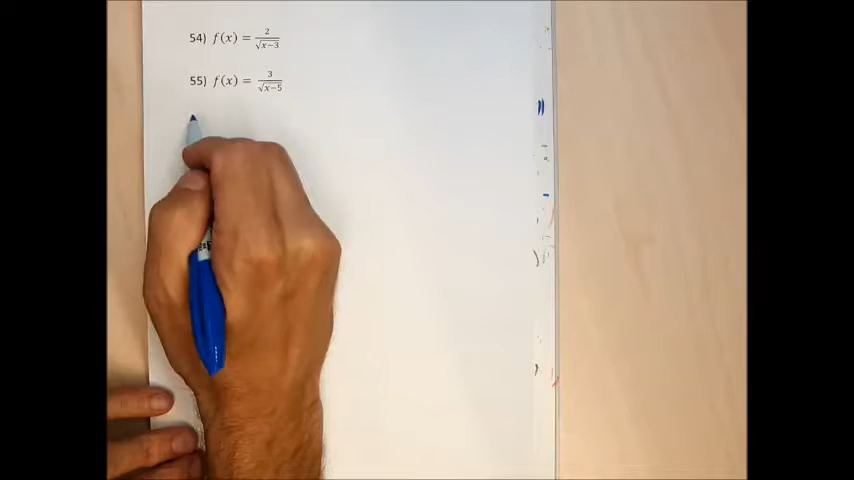 54) f(x) = 2/√(x−3)
55) f(x) = 3/√(x−5)